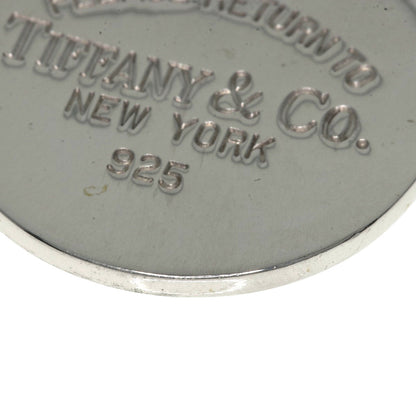 RETURN TO
TIFFANY & CO.
NEW YORK
925